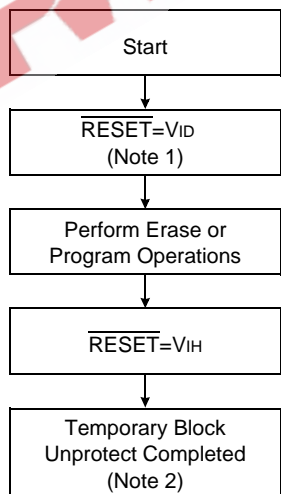 Start
RESET=VID
(Note 1)
Perform Erase or
Program Operations
RESET=VIH
Temporary Block
Unprotect Completed
(Note 2)